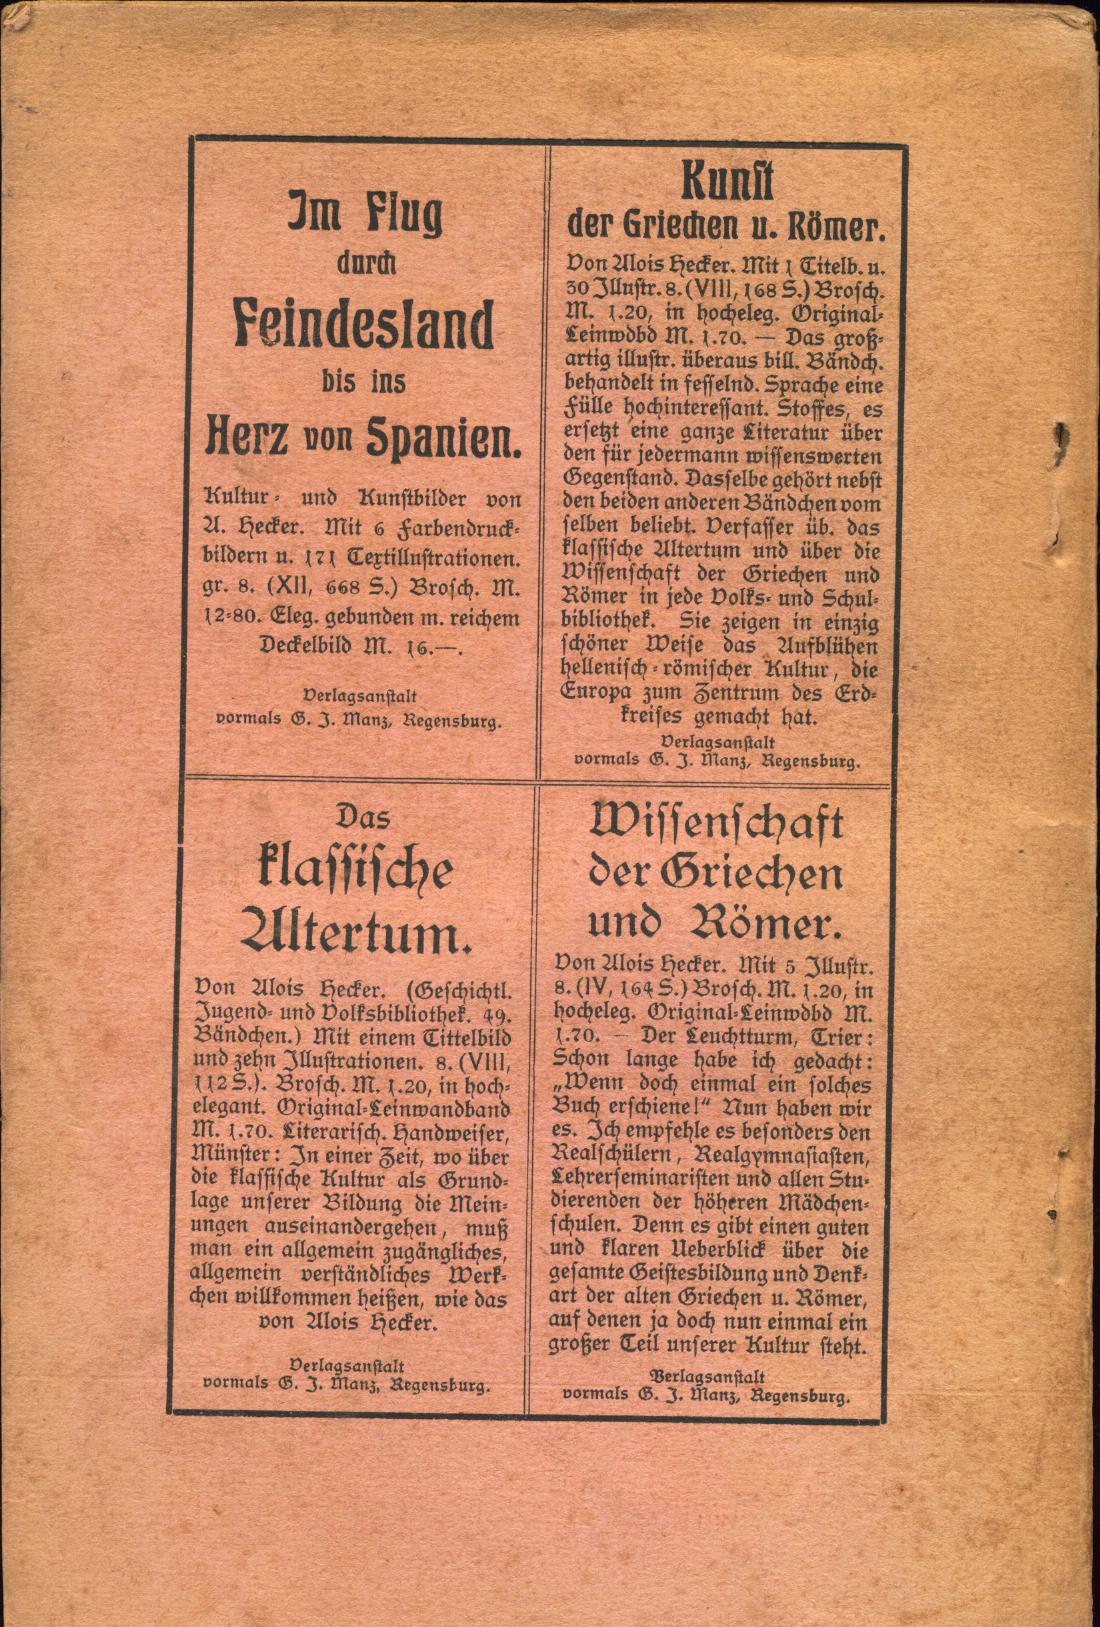 Im Flug
durch
Feindesland
bis ins
Herz von Spanien.
Kultur- und Kunstbilder von
A. Hecker. Mit 6 Farbendruck-
bildern u. 171 Textillustrationen.
gr. 8. (XII, 668 S.) Brosch. M.
12-80. Eleg. gebunden m. reichem
Deckelbild M. 16.—.
Verlagsanstalt
vormals G. J. Manz, Regensburg.
Kunst
der Griechen u. Römer.
Von Alois Hecker. Mit 1 Titelb. u.
30 Illustr. 8. (VIII, 168 S.) Brosch.
M. 1.20, in hocheleg. Original-
Leinwdbd M. 1.70. — Das groß-
artig illustr. überaus bill. Bändch.
behandelt in fesselnd. Sprache eine
Fülle hochinteressant. Stoffes, es
ersetzt eine ganze Literatur über
den für jedermann wissenswerten
Gegenstand. Dasselbe gehört nebst
den beiden anderen Bändchen vom
selben beliebt. Verfasser üb. das
klassische Altertum und über die
Wissenschaft der Griechen und
Römer in jede Volks- und Schul-
bibliothek. Sie zeigen in einzig
schöner Weise das Aufblühen
hellenisch-römischer Kultur, die
Europa zum Zentrum des Erd-
kreises gemacht hat.
Verlagsanstalt
vormals G. J. Manz, Regensburg.
Das
klassische
Altertum.
Von Alois Hecker. (Geschichtl.
Jugend- und Volksbibliothek. 49.
Bändchen.) Mit einem Tittelbild
und zehn Illustrationen. 8. (VIII,
112 S.). Brosch. M. 1.20, in hoch-
elegant. Original-Leinwandband
M. 1.70. Literarisch. Handweiser,
Münster: In einer Zeit, wo über
die klassische Kultur als Grund-
lage unserer Bildung die Mein-
ungen auseinandergehen, muß
man ein allgemein zugängliches,
allgemein verständliches Werk-
chen willkommen heißen, wie das
von Alois Hecker.
Verlagsanstalt
vormals G. J. Manz, Regensburg.
Wissenschaft
der Griechen
und Römer.
Von Alois Hecker. Mit 5 Illustr.
8. (IV, 164 S.) Brosch. M. 1.20, in
hocheleg. Original-Leinwdbd M.
1.70. — Der Leuchtturm, Trier:
Schon lange habe ich gedacht:
„Wenn doch einmal ein solches
Buch erschiene!“ Nun haben wir
es. Ich empfehle es besonders den
Realschülern, Realgymnasiasten,
Lehrerseminaristen und allen Stu-
dierenden der höheren Mädchen-
schulen. Denn es gibt einen guten
und klaren Ueberblick über die
gesamte Geistesbildung und Denk-
art der alten Griechen u. Römer,
auf denen ja doch nun einmal ein
großer Teil unserer Kultur steht.
Verlagsanstalt
vormals G. J. Manz, Regensburg.